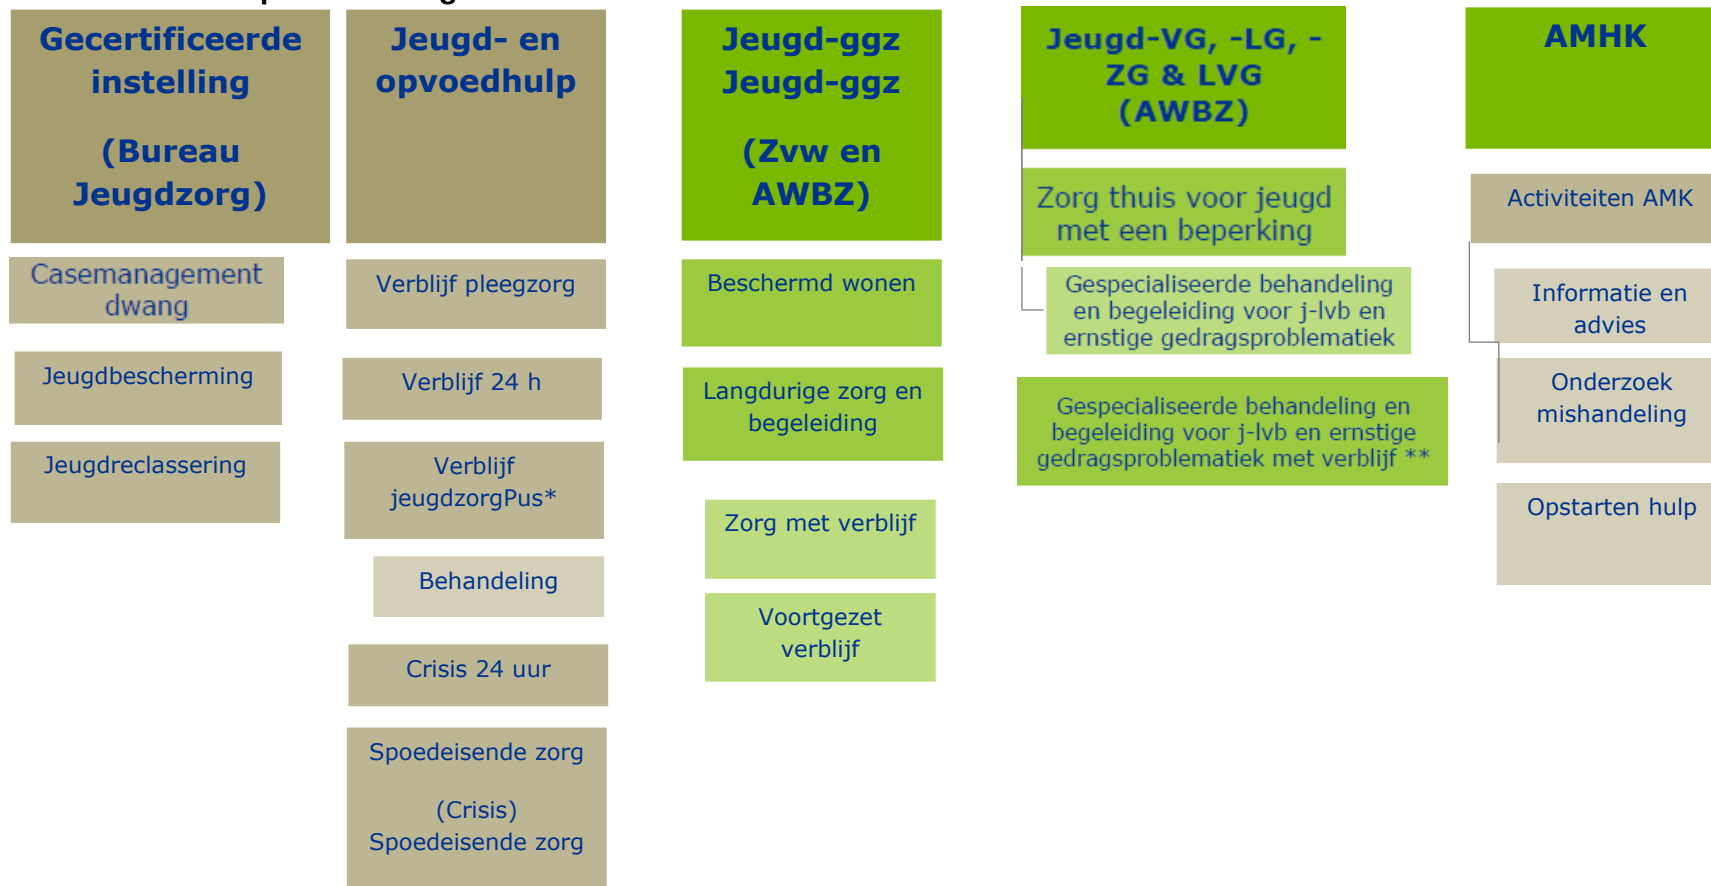 Gecertificeerde
instelling
(Bureau
Jeugdzorg)
Casemanagement
dwang
Jeugdbescherming
Jeugdreclassering
Jeugd- en
opvoedhulp
Verblijf pleegzorg
Verblijf 24 h
Verblijf
jeugdzorgPus*
Behandeling
Crisis 24 uur
Spoedeisende zorg
(Crisis)
Spoedeisende zorg
Jeugd-ggz
Jeugd-ggz
(Zvw en
AWBZ)
Beschermd wonen
Langdurige zorg en
begeleiding
Zorg met verblijf
Voortgezet
verblijf
Jeugd-VG, -LG, -
ZG & LVG
(AWBZ)
Zorg thuis voor jeugd
met een beperking
Gespecialiseerde behandeling
en begeleiding voor j-lvb en
ernstige gedragsproblematiek
Gespecialiseerde behandeling en
begeleiding voor j-lvb en ernstige
gedragsproblematiek met verblijf **
AMHK
Activiteiten AMK
Informatie en
advies
Onderzoek
mishandeling
Opstarten hulp